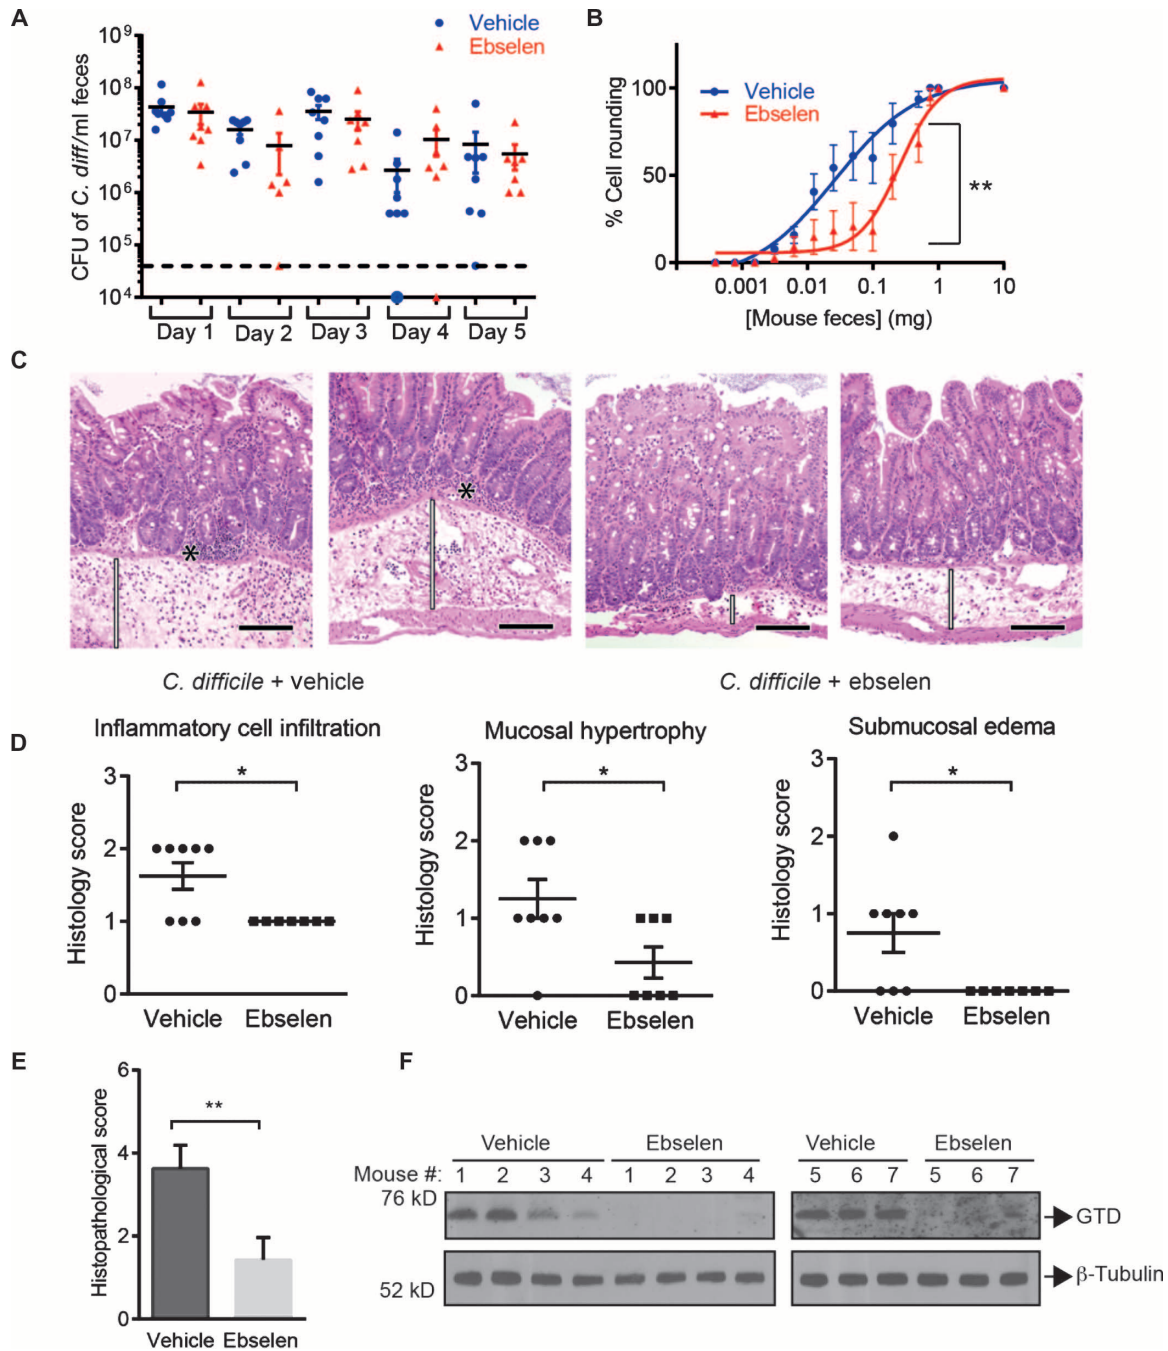 A
CFU of C. diff/ml feces
10⁹
10⁸
10⁷
10⁶
10⁵
10⁴
Vehicle
Ebselen
Day 1 Day 2 Day 3 Day 4 Day 5
B
% Cell rounding
100
50
0
Vehicle
Ebselen
**
0.001 0.01 0.1 1 10
[Mouse feces] (mg)
C
* *
C. difficile + vehicle
C. difficile + ebselen
D
Inflammatory cell infiltration
Histology score
3
2
1
0
*
Vehicle Ebselen
Mucosal hypertrophy
Histology score
3
2
1
0
*
Vehicle Ebselen
Submucosal edema
Histology score
3
2
1
0
*
Vehicle Ebselen
E
Histopathological score
6
4
2
0
**
Vehicle Ebselen
F
Vehicle Ebselen Vehicle Ebselen
Mouse #: 1 2 3 4 1 2 3 4 5 6 7 5 6 7
76 kD
GTD
52 kD
β-Tubulin